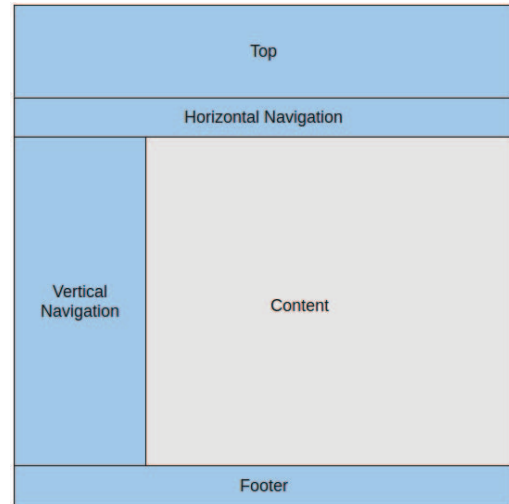 Top
Horizontal Navigation
Vertical
Navigation
Content
Footer